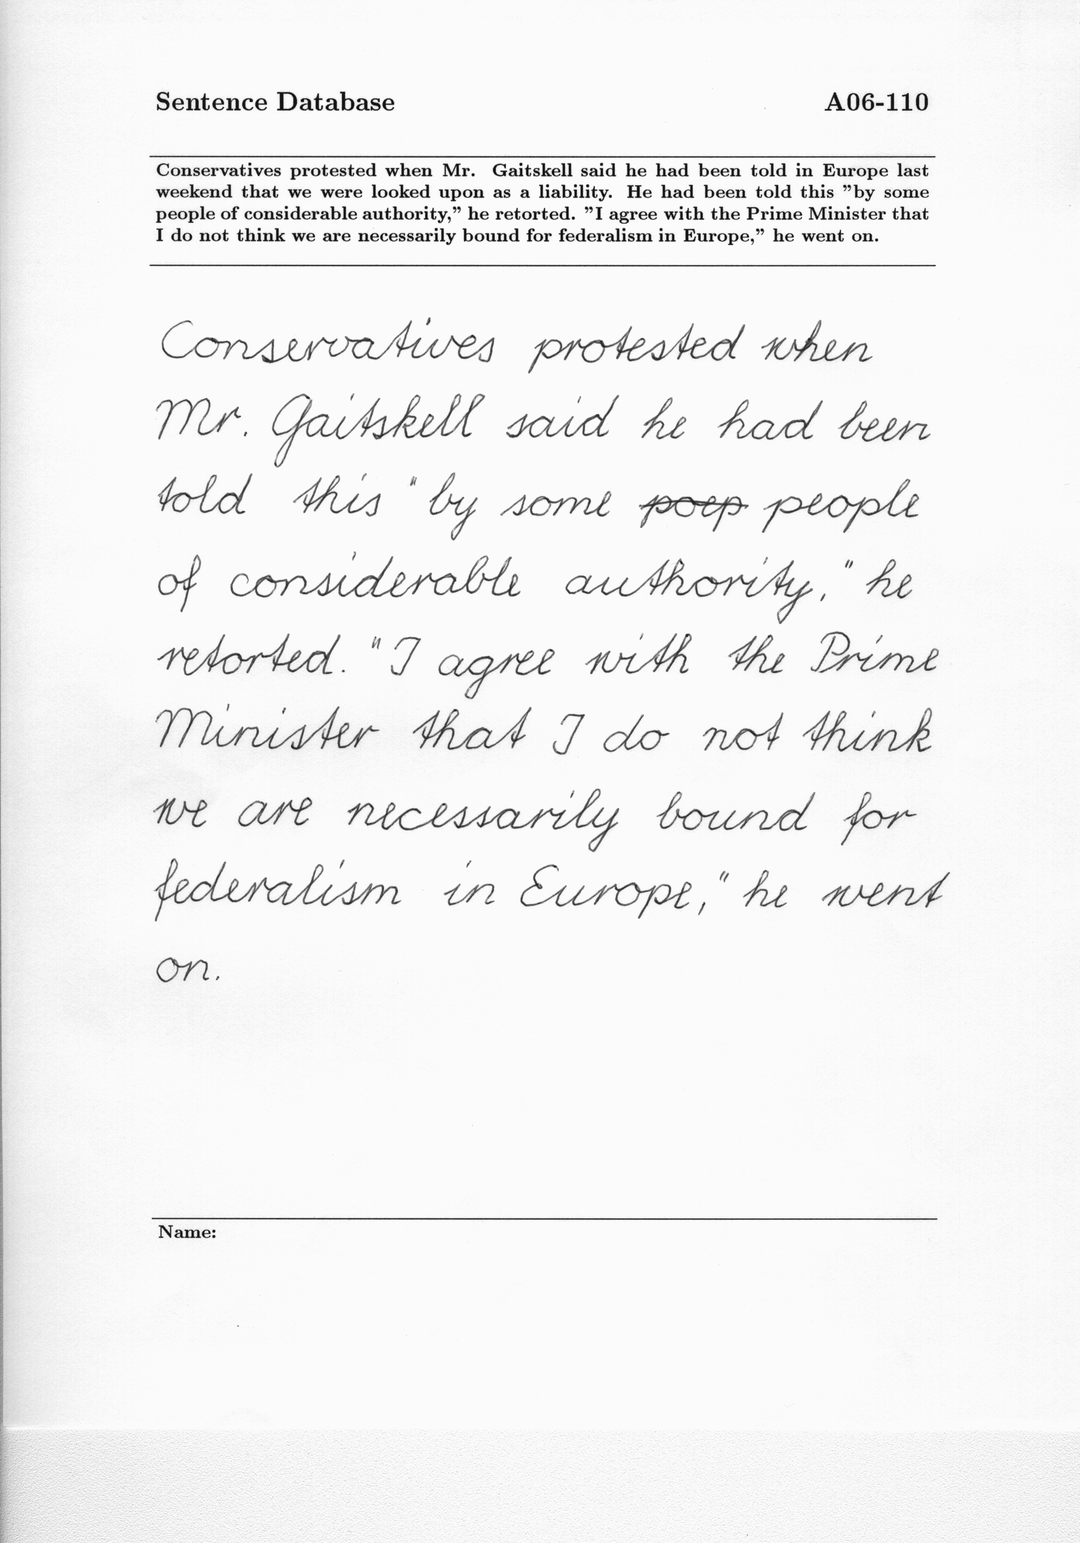 Sentence Database A06-110
Conservatives protested when Mr. Gaitskell said he had been told in Europe last
weekend that we were looked upon as a liability. He had been told this "by some
people of considerable authority," he retorted. "I agree with the Prime Minister that
I do not think we are necessarily bound for federalism in Europe," he went on.
Conservatives protested when
Mr. Gaitskell said he had been
told this "by some poep people
of considerable authority," he
retorted. "I agree with the Prime
Minister that I do not think
we are necessarily bound for
federalism in Europe," he went
on.
Name: